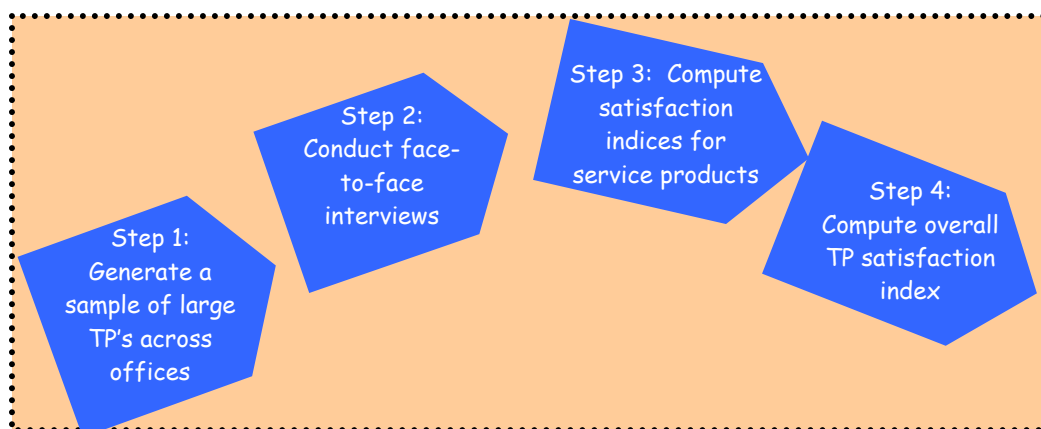 Step 1:
Generate a
sample of large
TP's across
offices
Step 2:
Conduct face-
to-face
interviews
Step 3:  Compute
satisfaction
indices for
service products
Step 4:
Compute overall
TP satisfaction
index